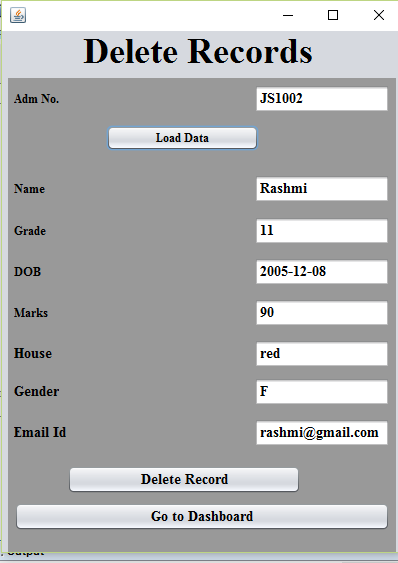 Delete Records
Adm No. JS1002
Load Data
Name Rashmi
Grade 11
DOB 2005-12-08
Marks 90
House red
Gender F
Email Id rashmi@gmail.com
Delete Record
Go to Dashboard
Output